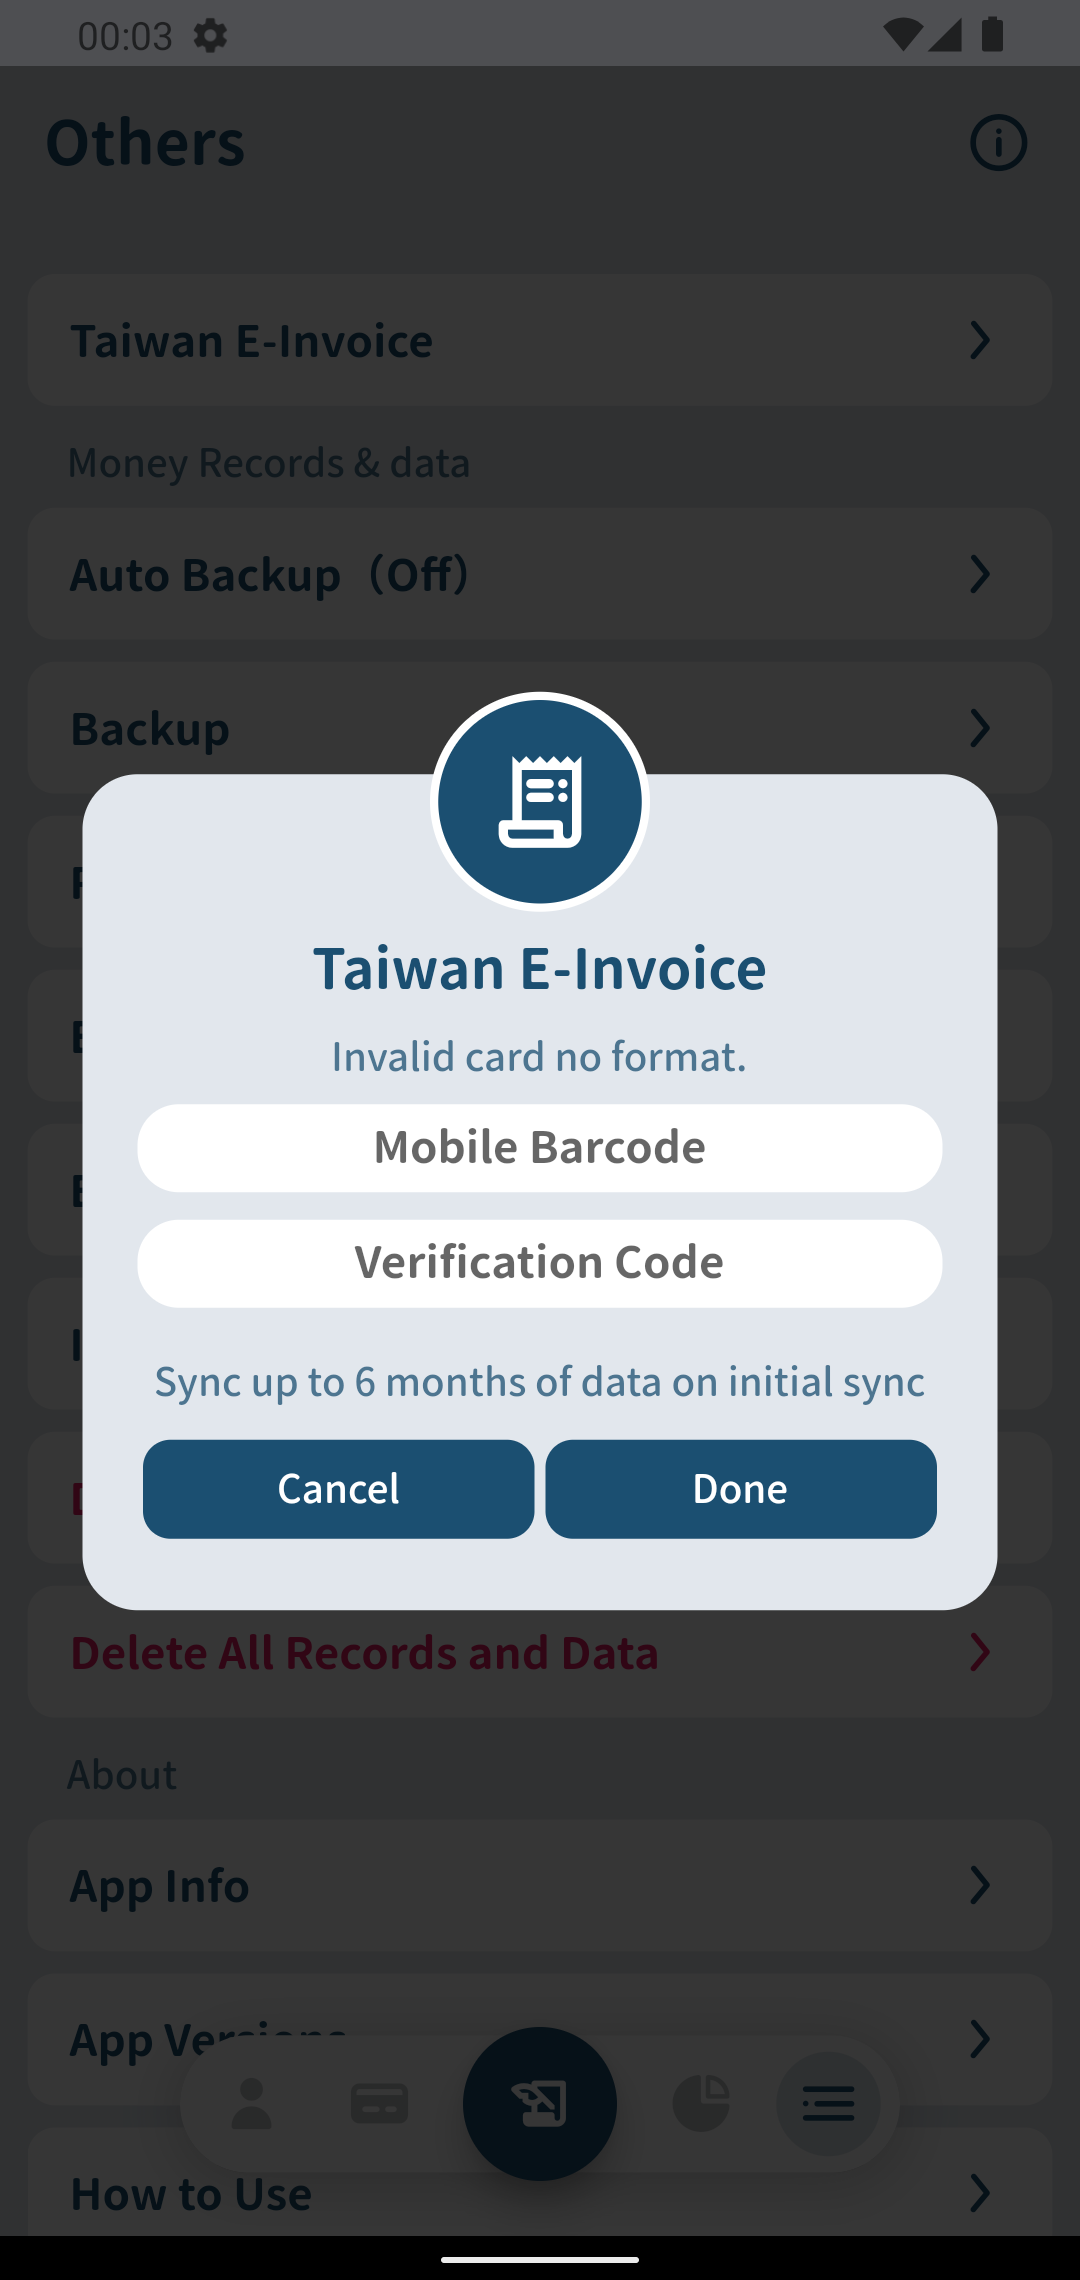 00:03
Others
Taiwan E-Invoice
Money Records & data
Auto Backup（Off）
Backup
Taiwan E-Invoice
Invalid card no format.
Mobile Barcode
Verification Code
Sync up to 6 months of data on initial sync
Cancel
Done
Delete All Records and Data
About
App Info
App Versions
How to Use